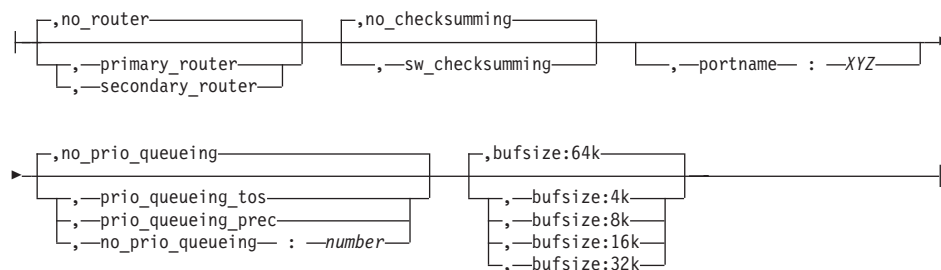 ,no_router ,no_checksumming
, primary_router , sw_checksumming , portname : XYZ
, secondary_router
,no_prio_queueing ,bufsize:64k
, prio_queueing_tos , bufsize:4k
, prio_queueing_prec , bufsize:8k
, no_prio_queueing : number , bufsize:16k
, bufsize:32k